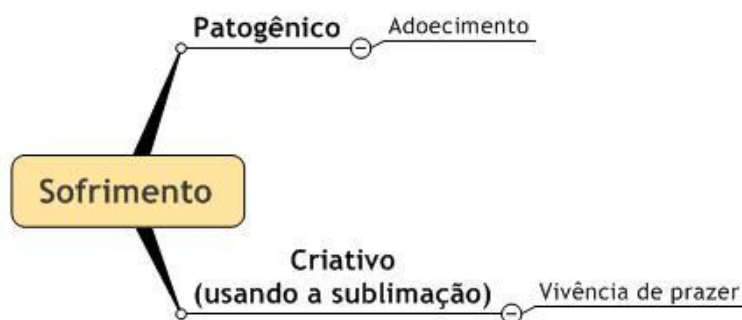 Patogênico
Adoecimento
Sofrimento
Criativo
(usando a sublimação)
Vivência de prazer